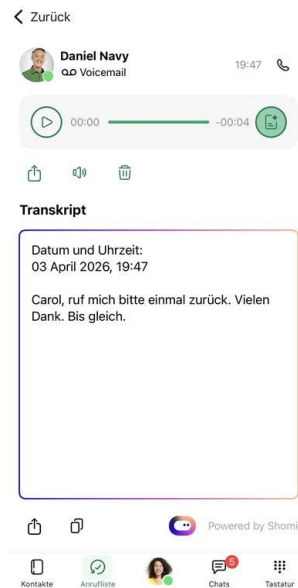 Zurück
Daniel Navy
Voicemail
19:47
00:00
-00:04
Transkript
Datum und Uhrzeit:
03 April 2026, 19:47
Carol, ruf mich bitte einmal zurück. Vielen
Dank. Bis gleich.
Powered by Shomi
5
Kontakte
Anrufliste
Chats
Tastatur